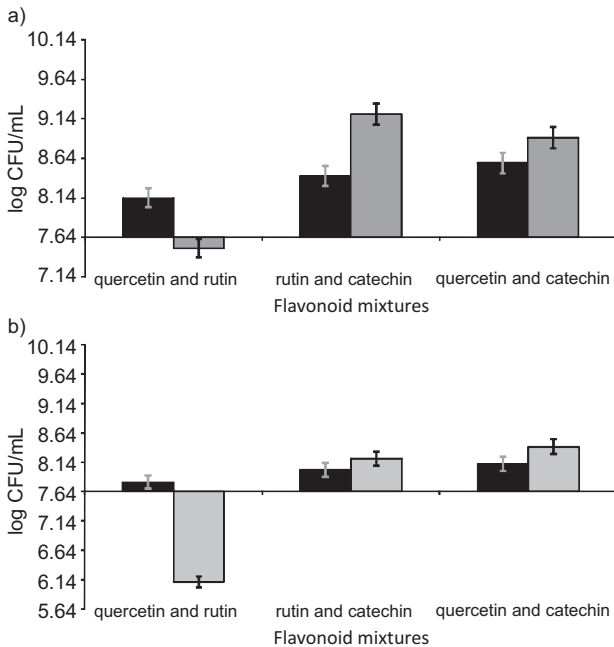 a)
log CFU/mL
10.14
9.64
9.14
8.64
8.14
7.64
7.14
quercetin and rutin
rutin and catechin
quercetin and catechin
Flavonoid mixtures
b)
log CFU/mL
10.14
9.64
9.14
8.64
8.14
7.64
7.14
6.64
6.14
5.64
quercetin and rutin
rutin and catechin
quercetin and catechin
Flavonoid mixtures